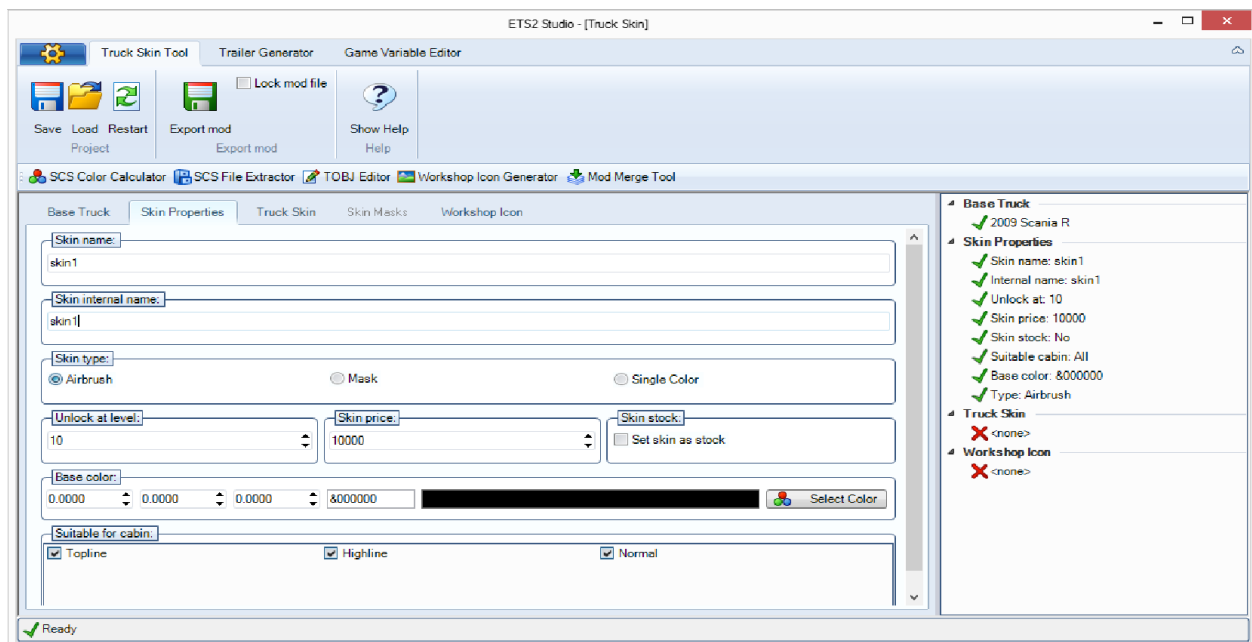 ETS2 Studio - [Truck Skin]
Truck Skin Tool Trailer Generator Game Variable Editor
Lock mod file
Save Load Restart Export mod Show Help
Project Export mod Help
SCS Color Calculator SCS File Extractor TOBJ Editor Workshop Icon Generator Mod Merge Tool
Base Truck Skin Properties Truck Skin Skin Masks Workshop Icon
Skin name:
skin1
Skin internal name:
skin1
Skin type:
Airbrush Mask Single Color
Unlock at level: Skin price: Skin stock:
10 10000 Set skin as stock
Base color:
0.0000 0.0000 0.0000 &000000 Select Color
Suitable for cabin:
Topline Highline Normal
Base Truck
2009 Scania R
Skin Properties
Skin name: skin1
Internal name: skin1
Unlock at: 10
Skin price: 10000
Skin stock: No
Suitable cabin: All
Base color: &000000
Type: Airbrush
Truck Skin
<none>
Workshop Icon
<none>
Ready